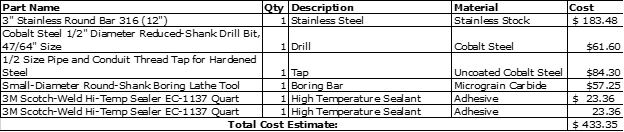 Part Name Qty Description Material Cost
3" Stainless Round Bar 316 (12") 1 Stainless Steel Stainless Stock $ 183.48
Cobalt Steel 1/2" Diameter Reduced-Shank Drill Bit,
47/64" Size 1 Drill Cobalt Steel $61.60
1/2 Size Pipe and Conduit Thread Tap for Hardened
Steel 1 Tap Uncoated Cobalt Steel $84.30
Small-Diameter Round-Shank Boring Lathe Tool 1 Boring Bar Micrograin Carbide $57.25
3M Scotch-Weld Hi-Temp Sealer EC-1137 Quart 1 High Temperature Sealant Adhesive $ 23.36
3M Scotch-Weld Hi-Temp Sealer EC-1137 Quart 1 High Temperature Sealant Adhesive 23.36
Total Cost Estimate: $ 433.35